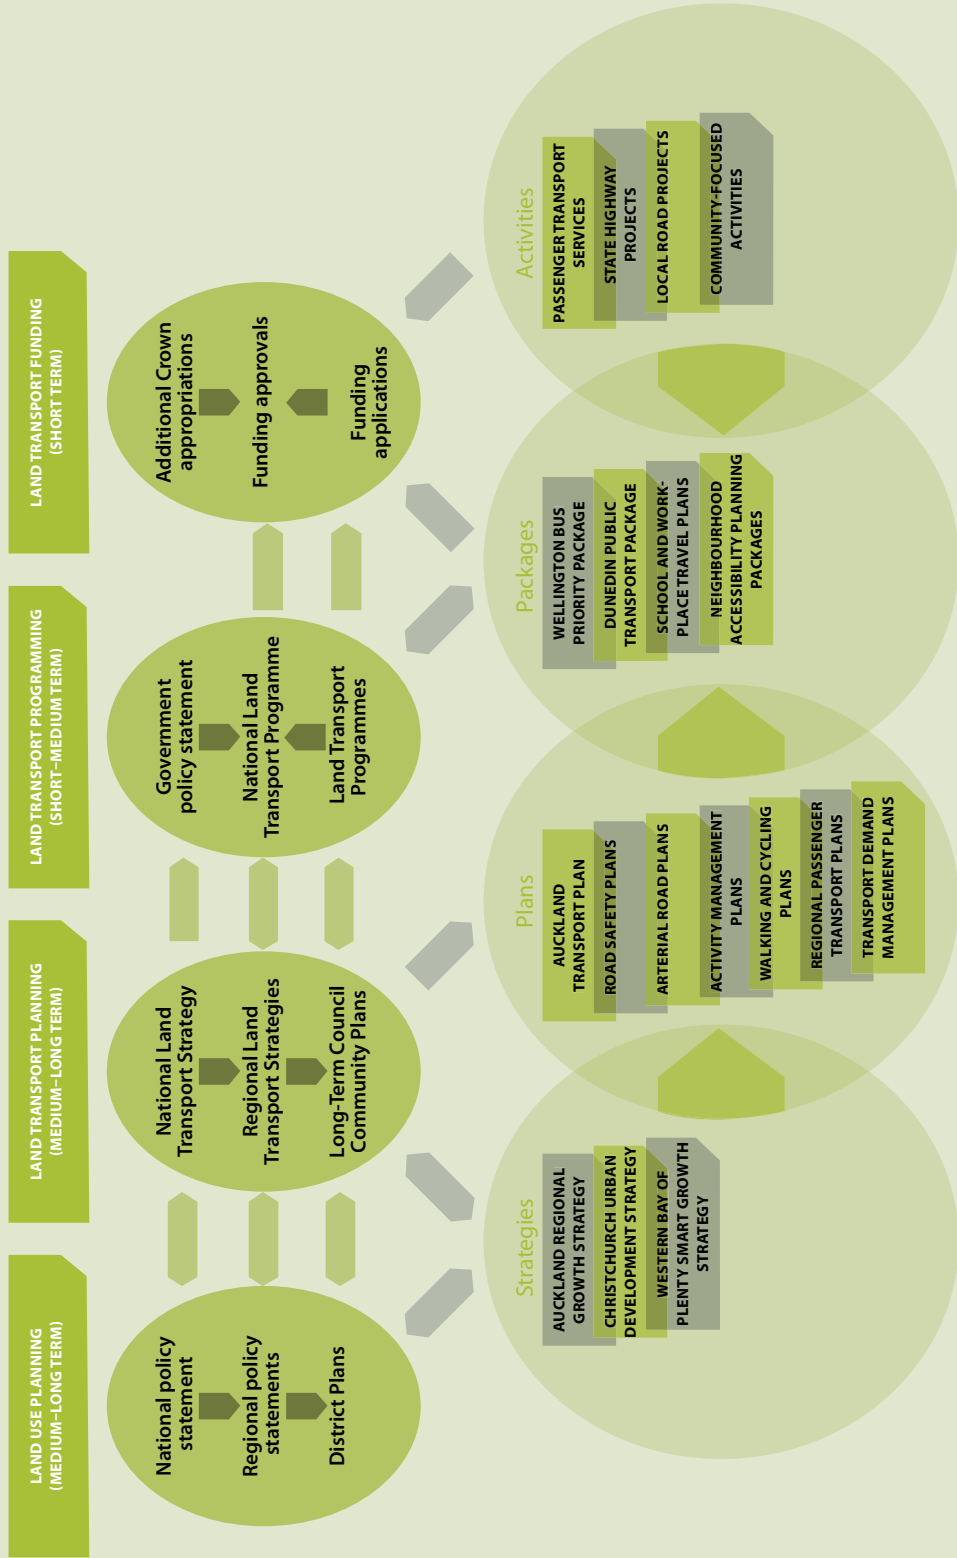 LAND USE PLANNING
(MEDIUM–LONG TERM)
LAND TRANSPORT PLANNING
(MEDIUM–LONG TERM)
LAND TRANSPORT PROGRAMMING
(SHORT–MEDIUM TERM)
LAND TRANSPORT FUNDING
(SHORT TERM)
National policy
statement
Regional policy
statements
District Plans
National Land
Transport Strategy
Regional Land
Transport Strategies
Long-Term Council
Community Plans
Government
policy statement
National Land
Transport Programme
Land Transport
Programmes
Additional Crown
appropriations
Funding approvals
Funding
applications
Strategies
AUCKLAND REGIONAL
GROWTH STRATEGY
CHRISTCHURCH URBAN
DEVELOPMENT STRATEGY
WESTERN BAY OF
PLENTY SMART GROWTH
STRATEGY
Plans
AUCKLAND
TRANSPORT PLAN
ROAD SAFETY PLANS
ARTERIAL ROAD PLANS
ACTIVITY MANAGEMENT
PLANS
WALKING AND CYCLING
PLANS
REGIONAL PASSENGER
TRANSPORT PLANS
TRANSPORT DEMAND
MANAGEMENT PLANS
Packages
WELLINGTON BUS
PRIORITY PACKAGE
DUNEDIN PUBLIC
TRANSPORT PACKAGE
SCHOOL AND WORK-
PLACE TRAVEL PLANS
NEIGHBOURHOOD
ACCESSIBILITY PLANNING
PACKAGES
Activities
PASSENGER TRANSPORT
SERVICES
STATE HIGHWAY
PROJECTS
LOCAL ROAD PROJECTS
COMMUNITY-FOCUSED
ACTIVITIES